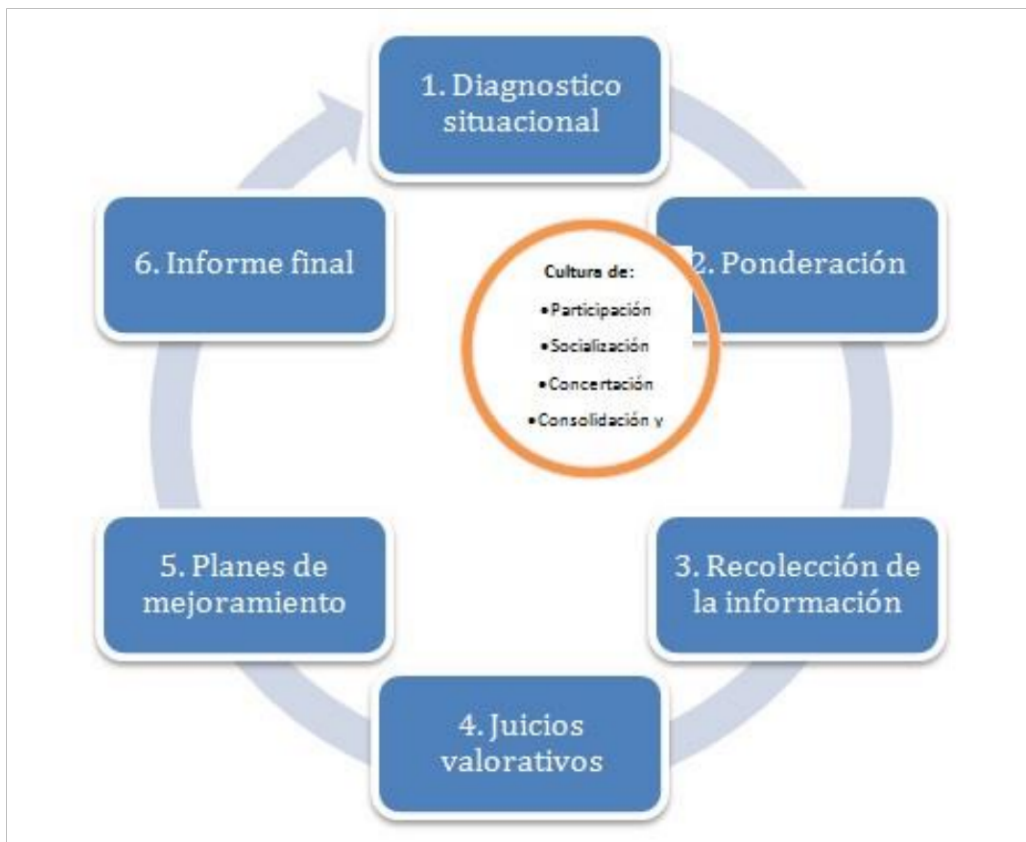 1. Diagnostico
situacional
2. Ponderación
3. Recolección de
la información
4. Juicios
valorativos
5. Planes de
mejoramiento
6. Informe final
Cultura de:
•Participación
•Socialización
•Concertación
•Consolidación y